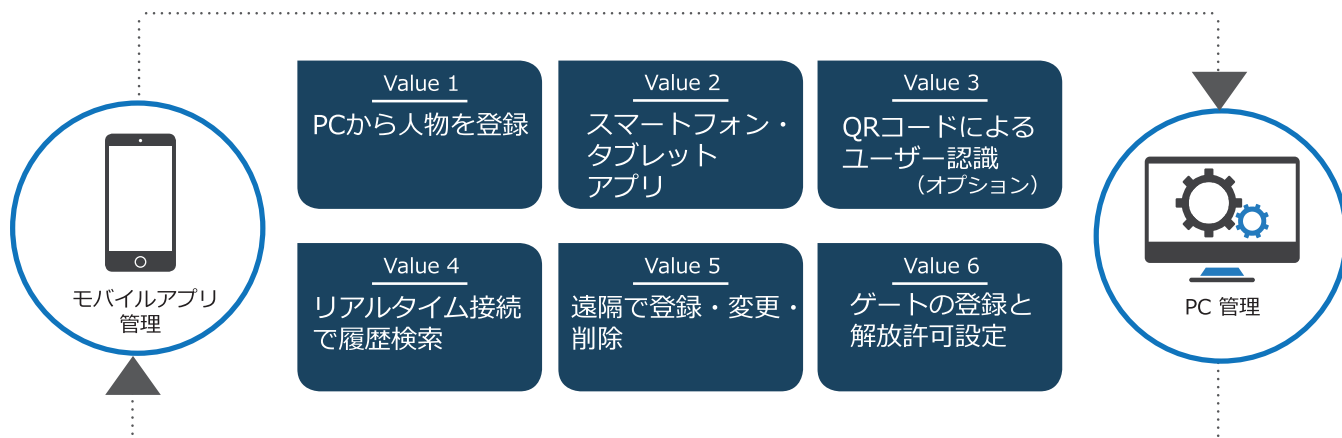 Value 1
PCから人物を登録
Value 2
スマートフォン・
タブレット
アプリ
Value 3
QRコードによる
ユーザー認識
（オプション）
モバイルアプリ
管理
Value 4
リアルタイム接続
で履歴検索
Value 5
遠隔で登録・変更・
削除
Value 6
ゲートの登録と
解放許可設定
PC 管理